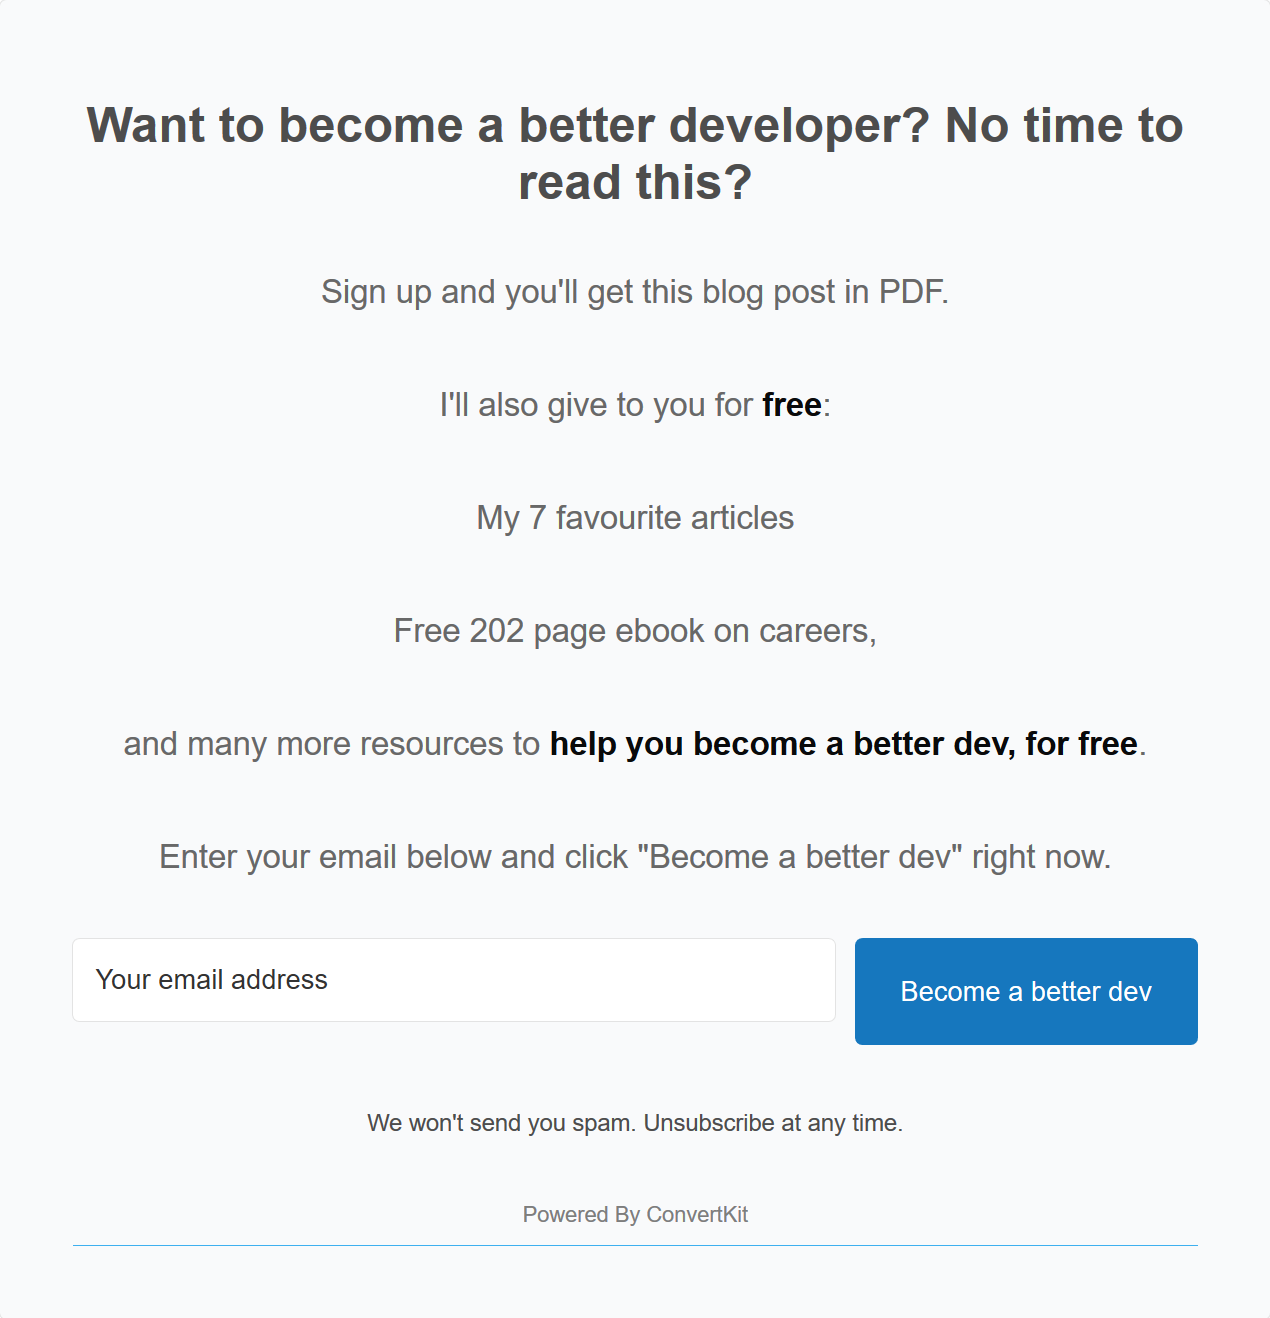 Want to become a better developer? No time to
read this?
Sign up and you'll get this blog post in PDF.
I'll also give to you for free:
My 7 favourite articles
Free 202 page ebook on careers,
and many more resources to help you become a better dev, for free.
Enter your email below and click "Become a better dev" right now.
Your email address
Become a better dev
We won't send you spam. Unsubscribe at any time.
Powered By ConvertKit